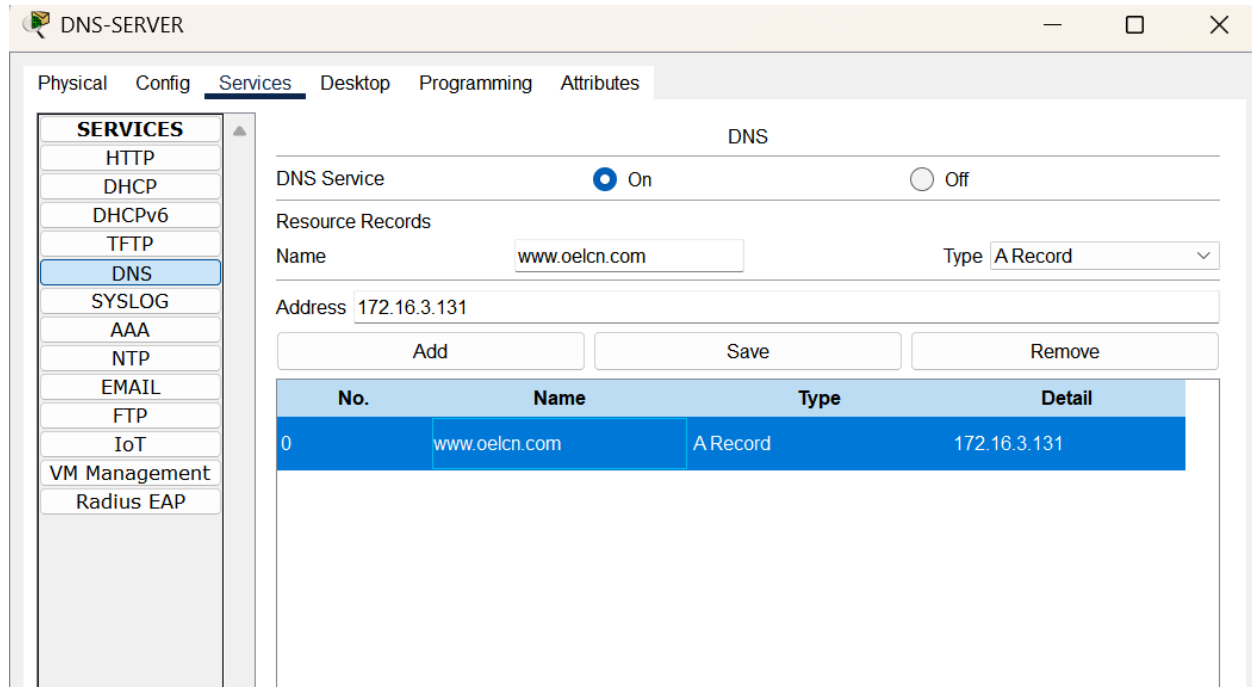 DNS-SERVER
Physical Config Services Desktop Programming Attributes
SERVICES
HTTP
DHCP
DHCPv6
TFTP
DNS
SYSLOG
AAA
NTP
EMAIL
FTP
IoT
VM Management
Radius EAP
DNS
DNS Service On Off
Resource Records
Name www.oelcn.com Type A Record
Address 172.16.3.131
Add Save Remove
No. Name Type Detail
0 www.oelcn.com A Record 172.16.3.131